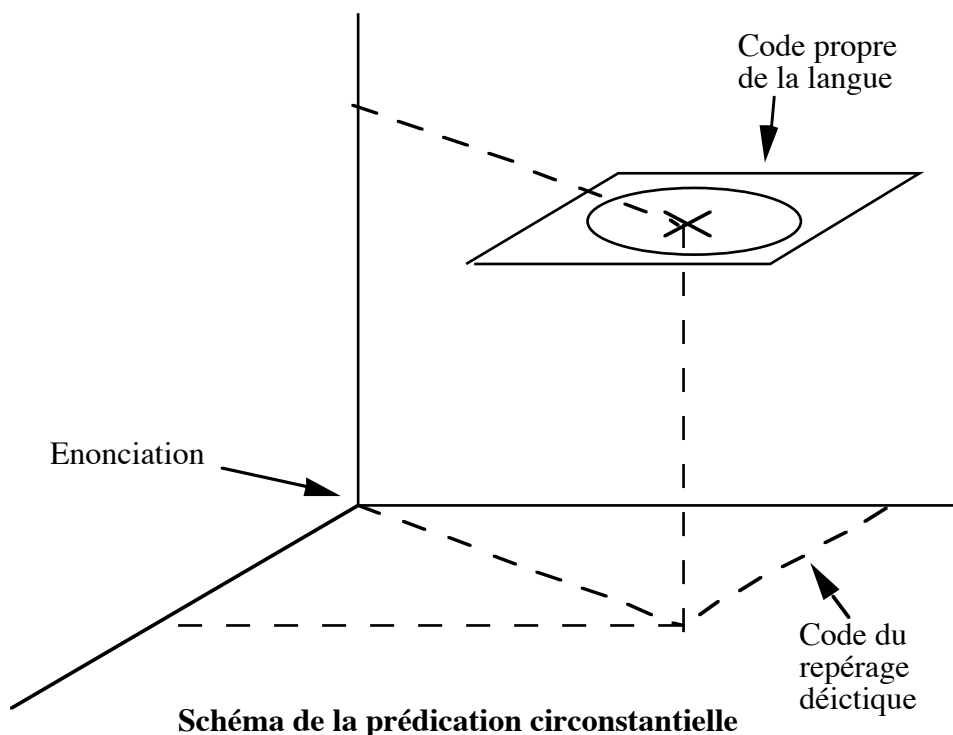 Code propre
de la langue
Enonciation
Code du
repérage
déictique
Schéma de la prédication circonstantielle